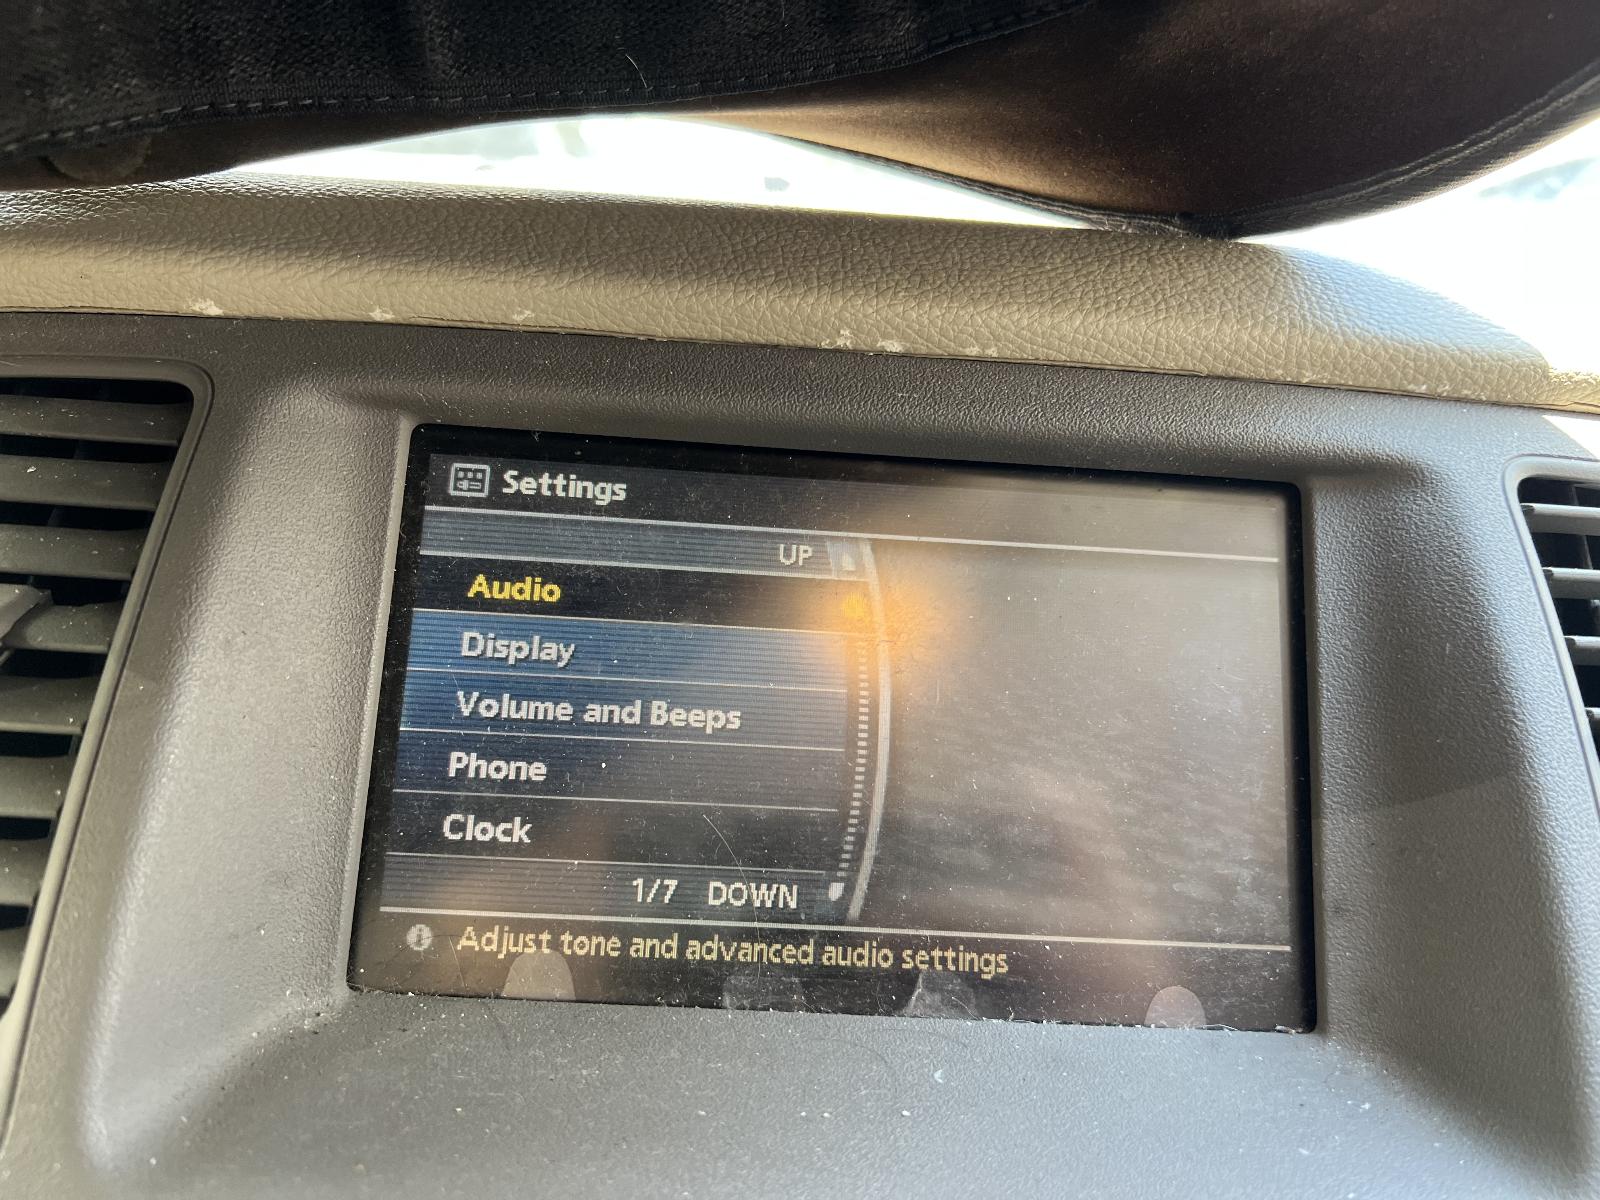 Settings
UP
Audio
Display
Volume and Beeps
Phone
Clock
1/7 DOWN
Adjust tone and advanced audio settings